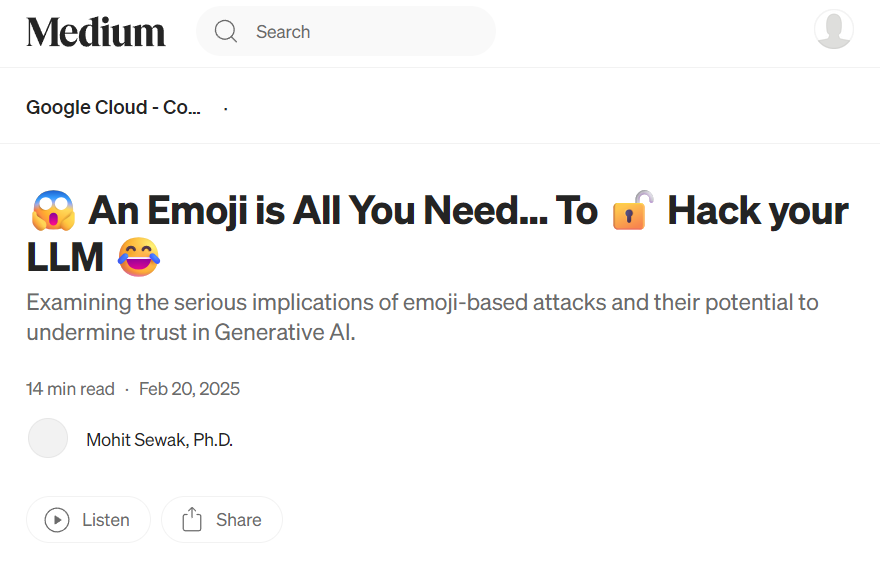 Medium
Search
Google Cloud - Co... ·
😱 An Emoji is All You Need... To 🔓 Hack your
LLM 😂
Examining the serious implications of emoji-based attacks and their potential to
undermine trust in Generative AI.
14 min read · Feb 20, 2025
Mohit Sewak, Ph.D.
Listen
Share